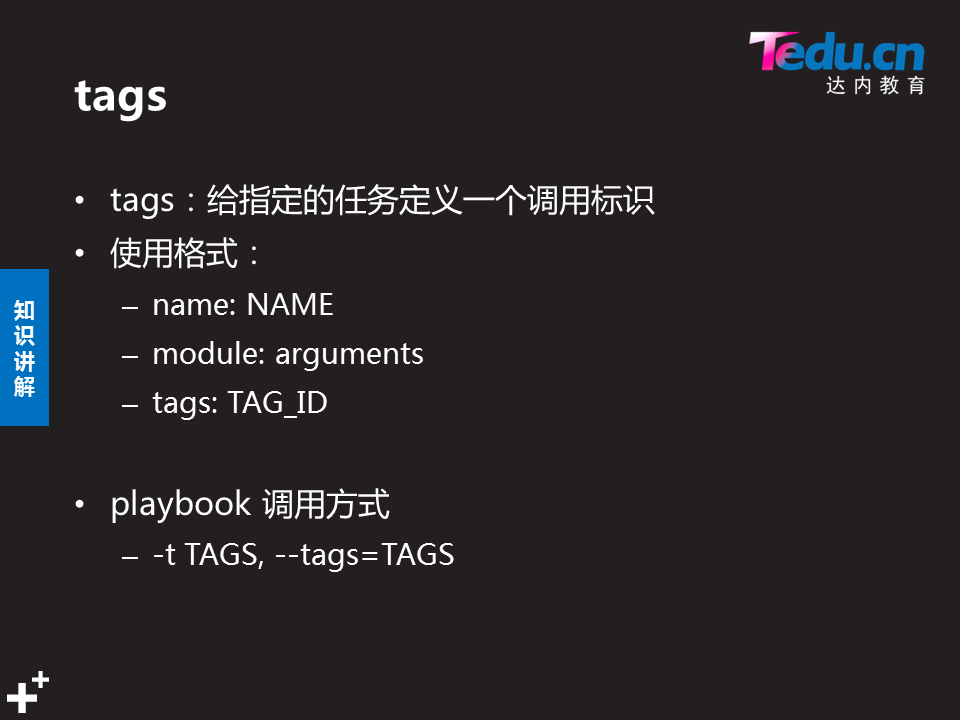 Tedu.cn
达内教育
tags
• tags：给指定的任务定义一个调用标识
• 使用格式：
– name: NAME
– module: arguments
– tags: TAG_ID
• playbook 调用方式
– -t TAGS, --tags=TAGS
知识讲解